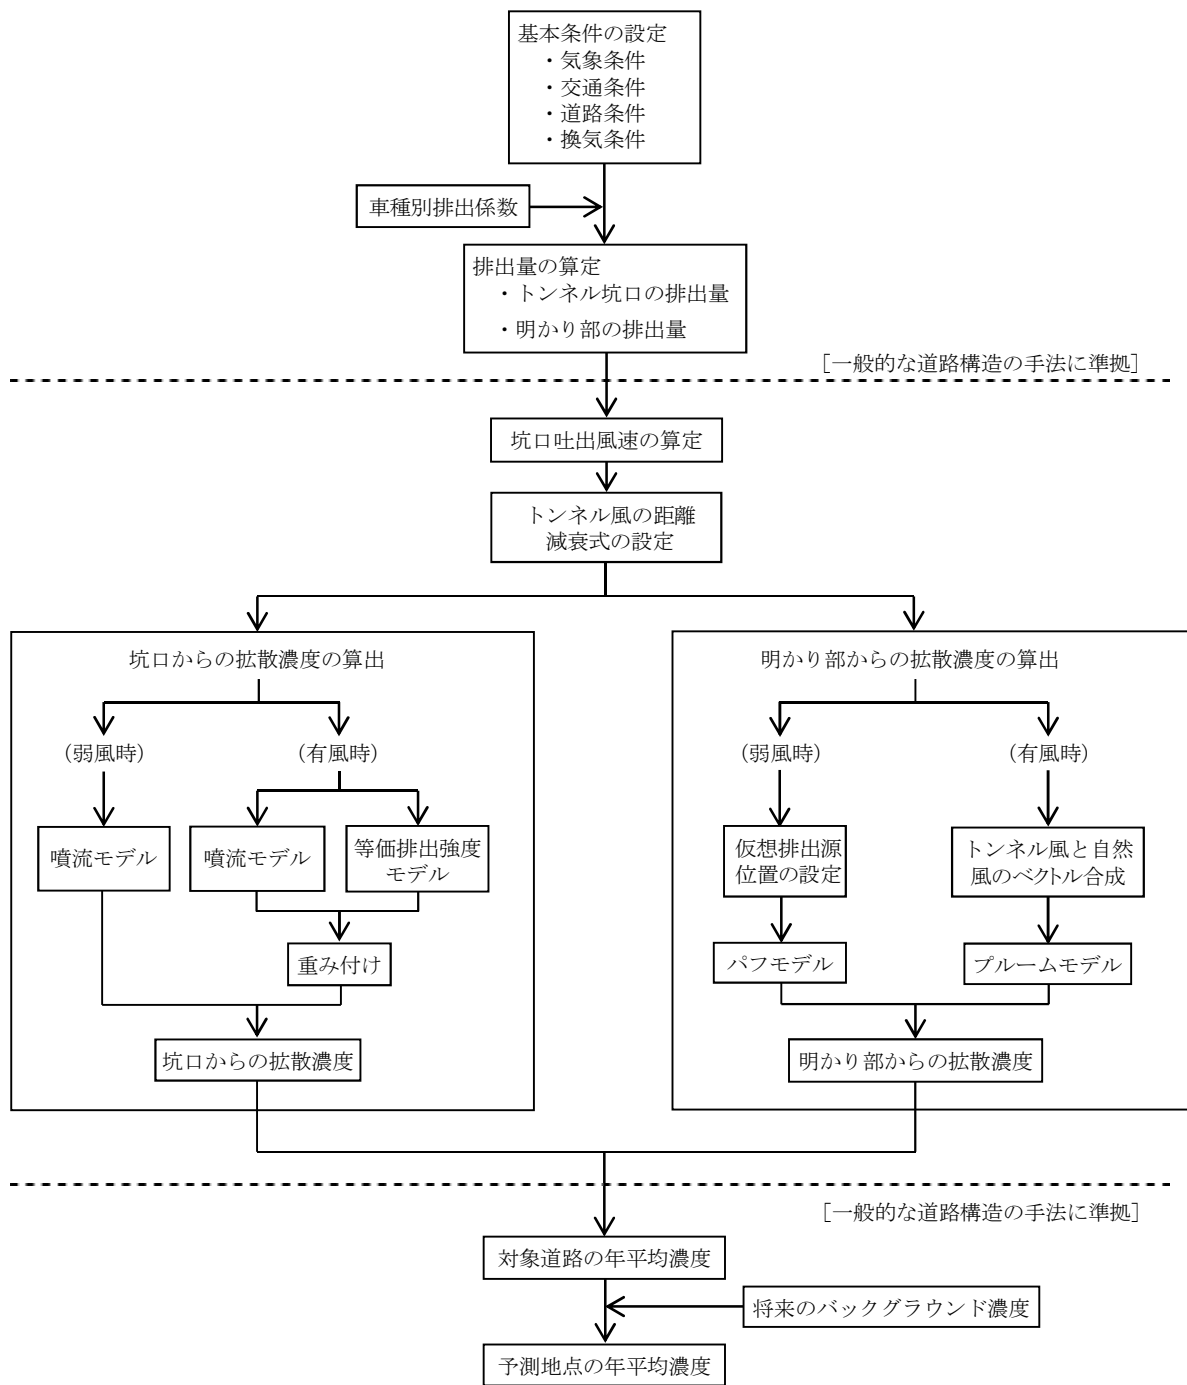 基本条件の設定
・気象条件
・交通条件
・道路条件
・換気条件
車種別排出係数
排出量の算定
・トンネル坑口の排出量
・明かり部の排出量
［一般的な道路構造の手法に準拠］
坑口吐出風速の算定
トンネル風の距離
減衰式の設定
坑口からの拡散濃度の算出
（弱風時）
（有風時）
噴流モデル
噴流モデル
等価排出強度
モデル
重み付け
坑口からの拡散濃度
明かり部からの拡散濃度の算出
（弱風時）
（有風時）
仮想排出源
位置の設定
トンネル風と自然
風のベクトル合成
パフモデル
プルームモデル
明かり部からの拡散濃度
［一般的な道路構造の手法に準拠］
対象道路の年平均濃度
将来のバックグラウンド濃度
予測地点の年平均濃度